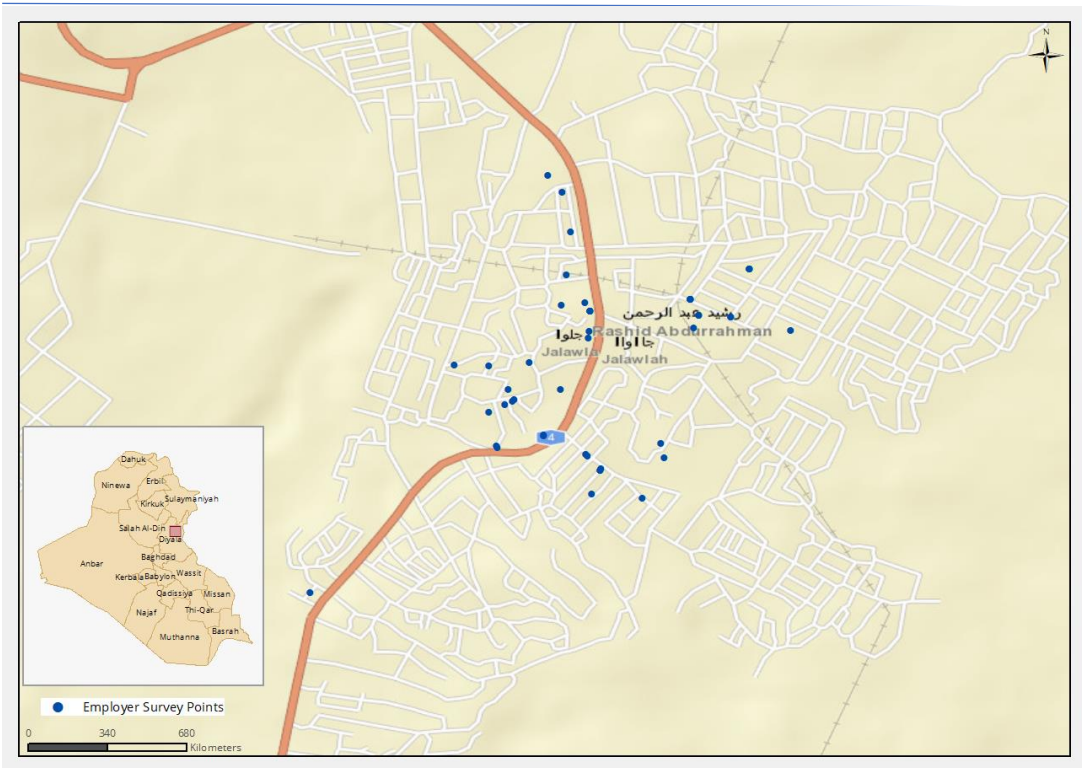 N
رشيد عبد الرحمن
Rashid Abdurrahman
جلولا
Jalawla
Jalawlah
4
Dahuk
Ninewa
Erbil
Sulaymaniyah
Kirkuk
Salah Al-Din
Diyala
Baghdad
Anbar
Kerbala
Babylon
Wassit
Qadissiya
Missan
Najaf
Thi-Qar
Basrah
Muthanna
Employer Survey Points
0 340 680
Kilometers